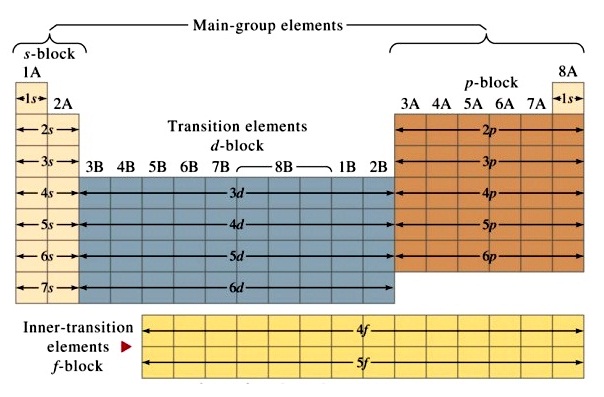 Main-group elements
s-block
1A
8A
p-block
1s
2A
3A 4A 5A 6A 7A
1s
Transition elements
d-block
2s
2p
3s
3p
3B 4B 5B 6B 7B 8B 1B 2B
4s
3d
4p
5s
4d
5p
6s
5d
6p
7s
6d
Inner-transition
elements
f-block
4f
5f